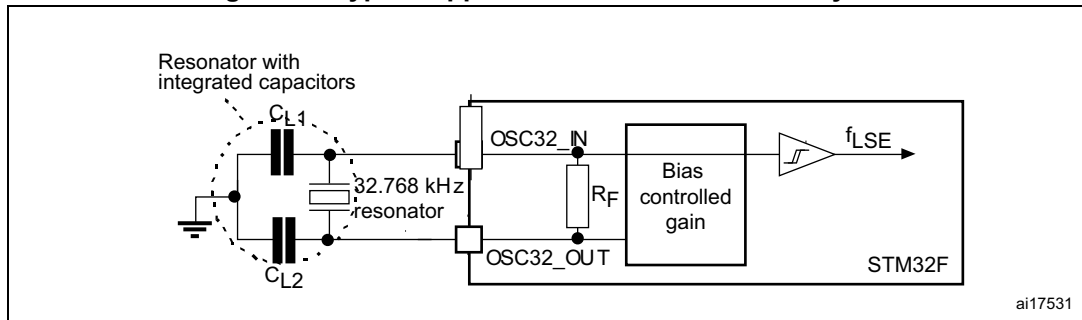 Resonator with
integrated capacitors
CL1
OSC32_IN
fLSE
32.768 kHz
resonator
RF
Bias
controlled
gain
OSC32_OUT
CL2
STM32F
ai17531